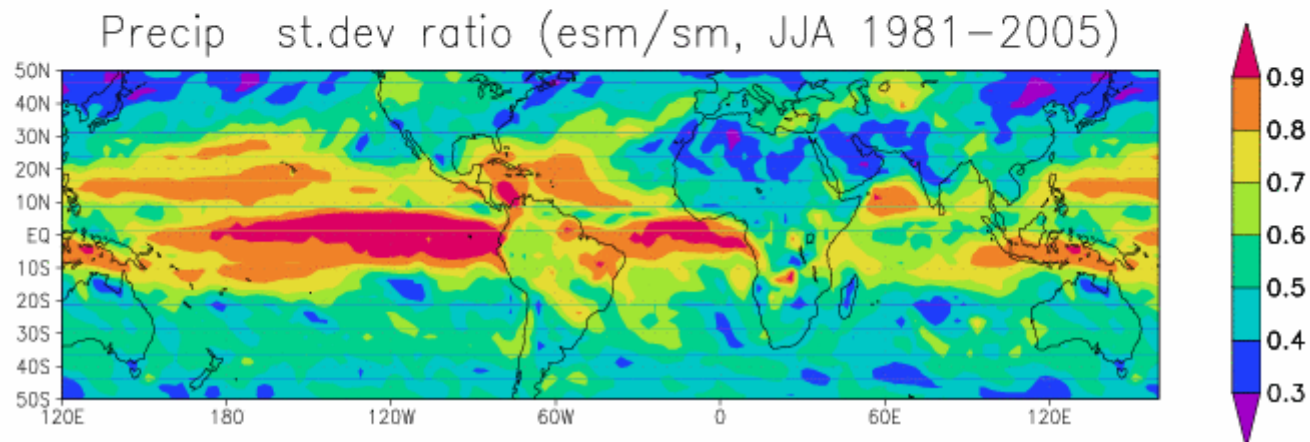 Precip st.dev ratio (esm/sm, JJA 1981-2005)
50N
40N
30N
20N
10N
EQ
10S
20S
30S
40S
50S
120E 180 120W 60W 0 60E 120E
0.9
0.8
0.7
0.6
0.5
0.4
0.3